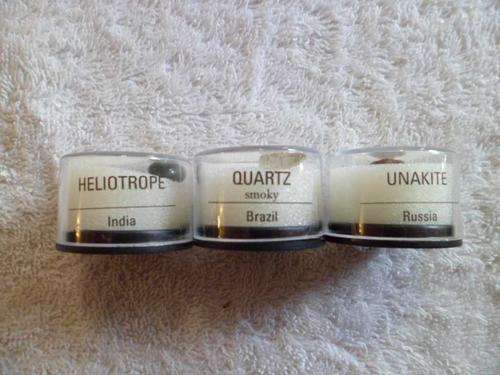 HELIOTROPE
India
QUARTZ
smoky
Brazil
UNAKITE
Russia